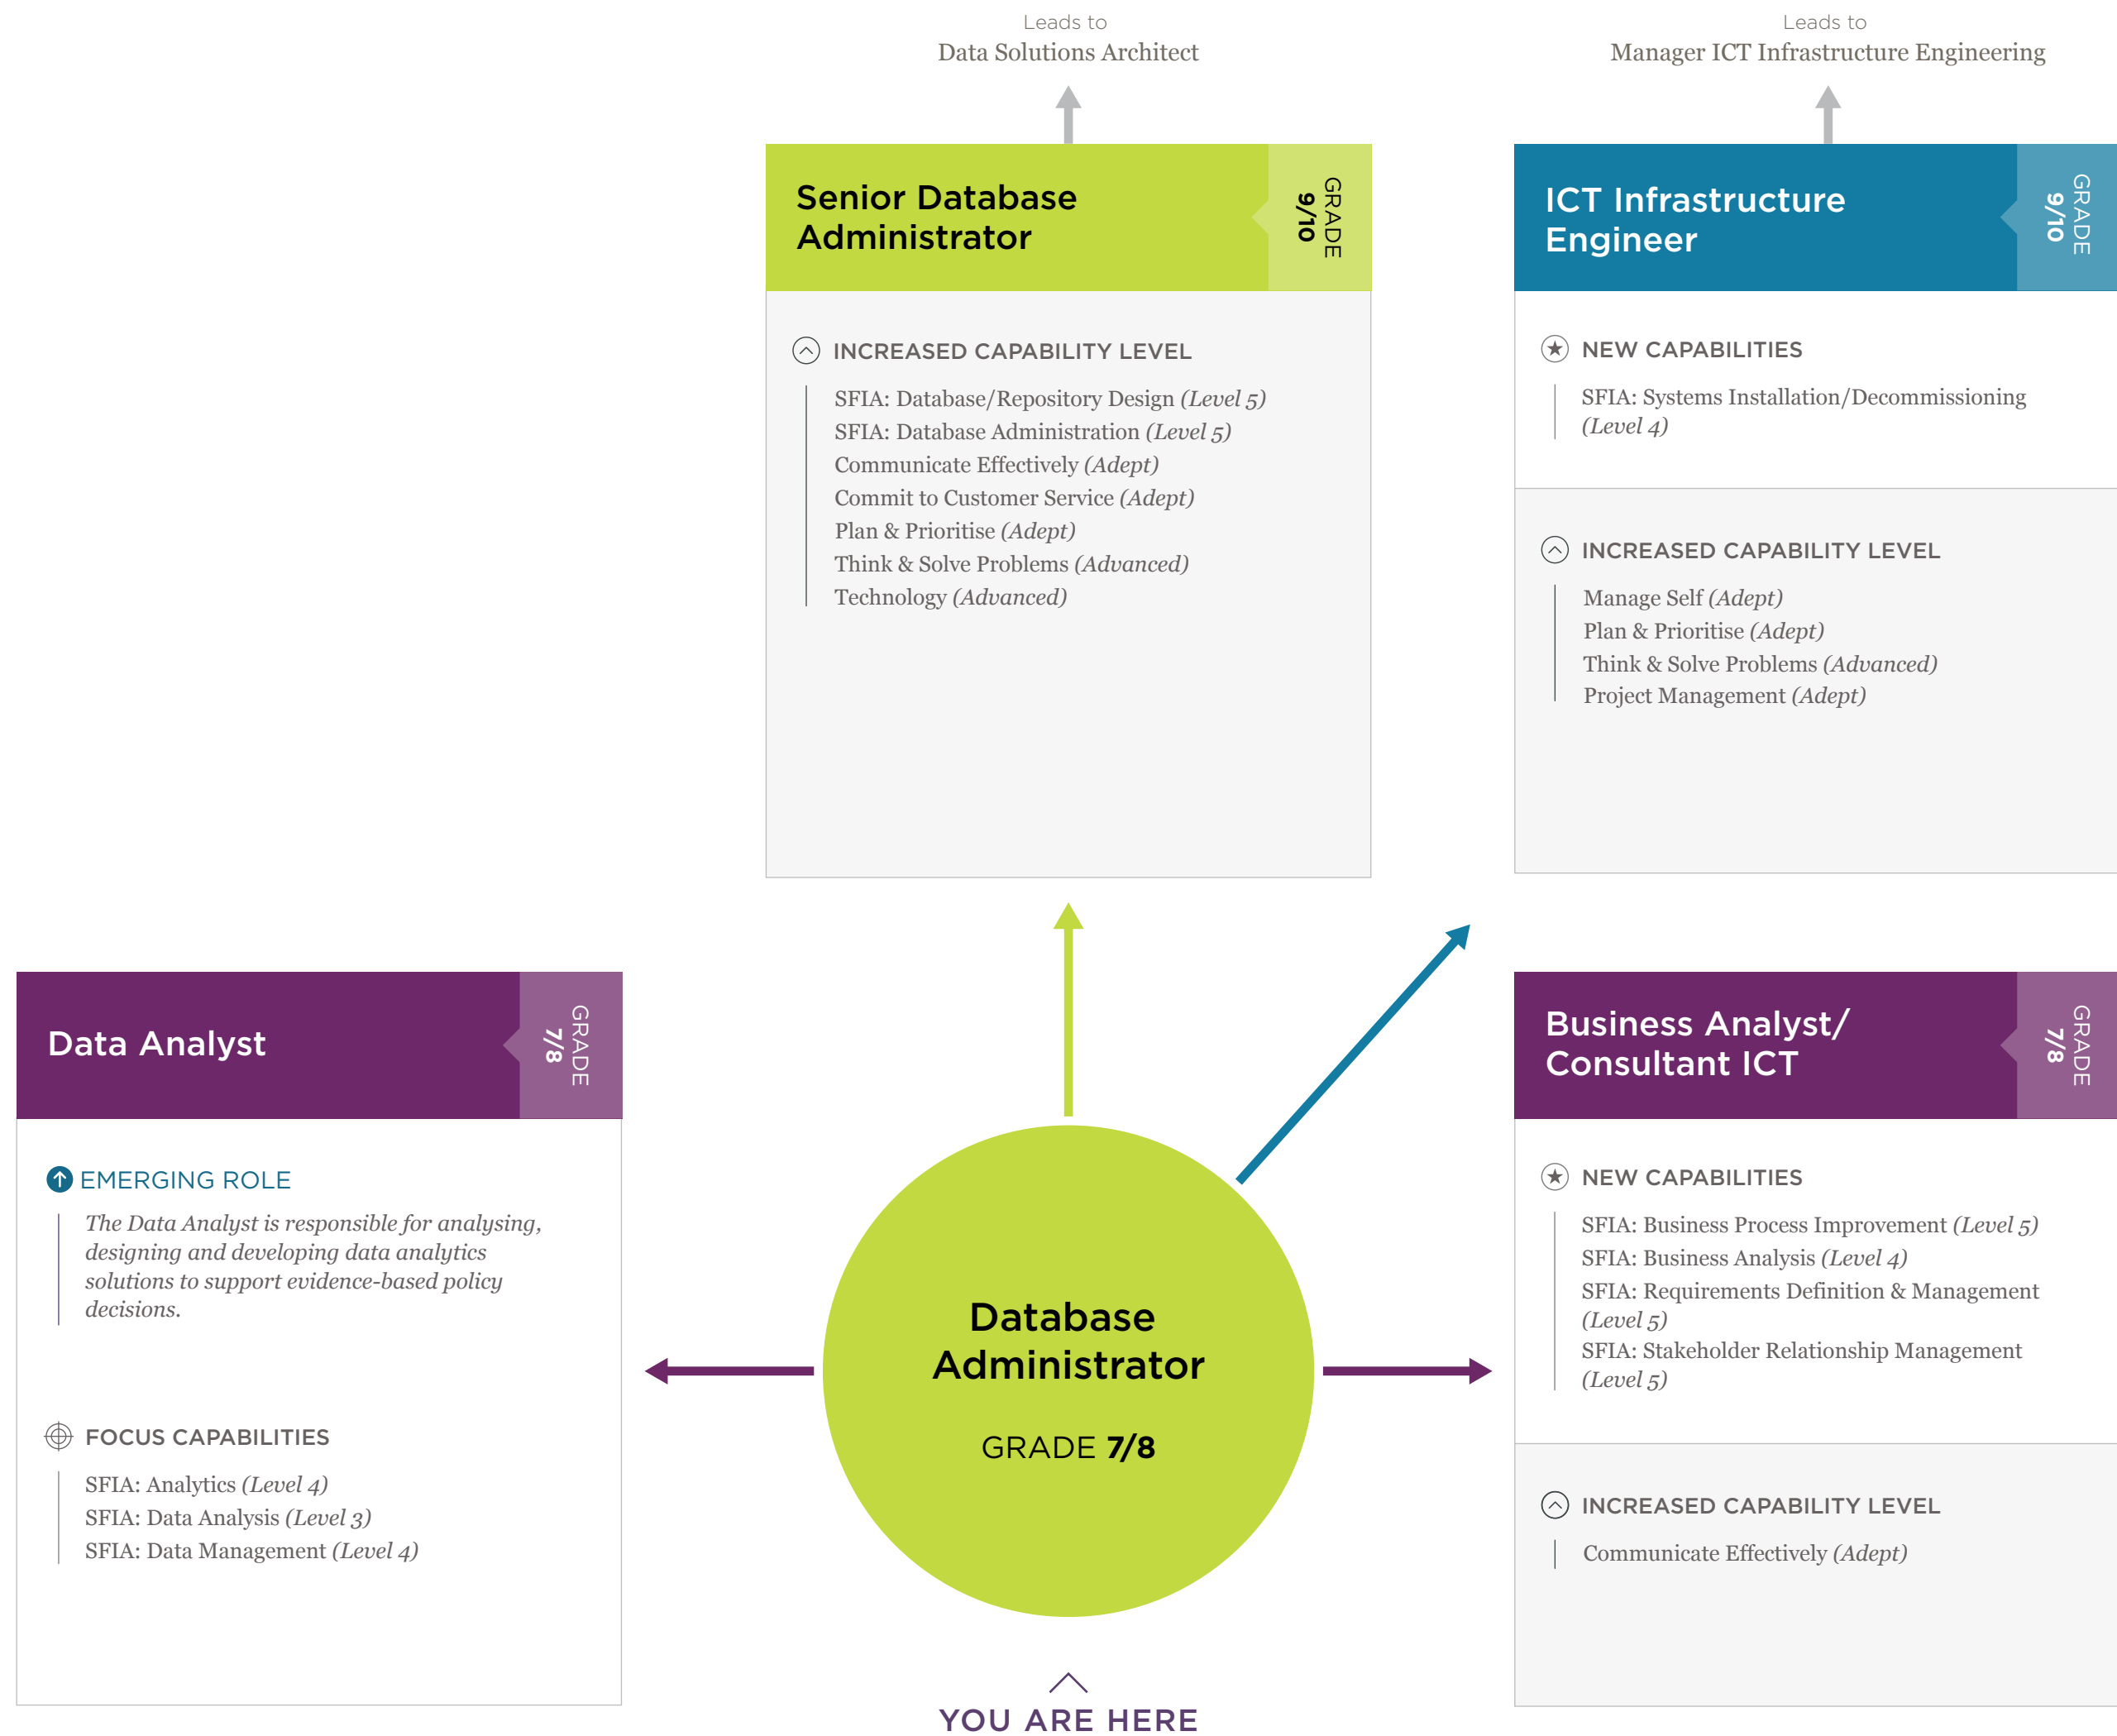 Leads to
Data Solutions Architect
Leads to
Manager ICT Infrastructure Engineering
Senior Database
Administrator
GRADE
9/10
INCREASED CAPABILITY LEVEL
SFIA: Database/Repository Design (Level 5)
SFIA: Database Administration (Level 5)
Communicate Effectively (Adept)
Commit to Customer Service (Adept)
Plan & Prioritise (Adept)
Think & Solve Problems (Advanced)
Technology (Advanced)
ICT Infrastructure
Engineer
GRADE
9/10
NEW CAPABILITIES
SFIA: Systems Installation/Decommissioning
(Level 4)
INCREASED CAPABILITY LEVEL
Manage Self (Adept)
Plan & Prioritise (Adept)
Think & Solve Problems (Advanced)
Project Management (Adept)
Data Analyst
GRADE
7/8
EMERGING ROLE
The Data Analyst is responsible for analysing,
designing and developing data analytics
solutions to support evidence-based policy
decisions.
FOCUS CAPABILITIES
SFIA: Analytics (Level 4)
SFIA: Data Analysis (Level 3)
SFIA: Data Management (Level 4)
Database
Administrator
GRADE 7/8
YOU ARE HERE
Business Analyst/
Consultant ICT
GRADE
7/8
NEW CAPABILITIES
SFIA: Business Process Improvement (Level 5)
SFIA: Business Analysis (Level 4)
SFIA: Requirements Definition & Management
(Level 5)
SFIA: Stakeholder Relationship Management
(Level 5)
INCREASED CAPABILITY LEVEL
Communicate Effectively (Adept)